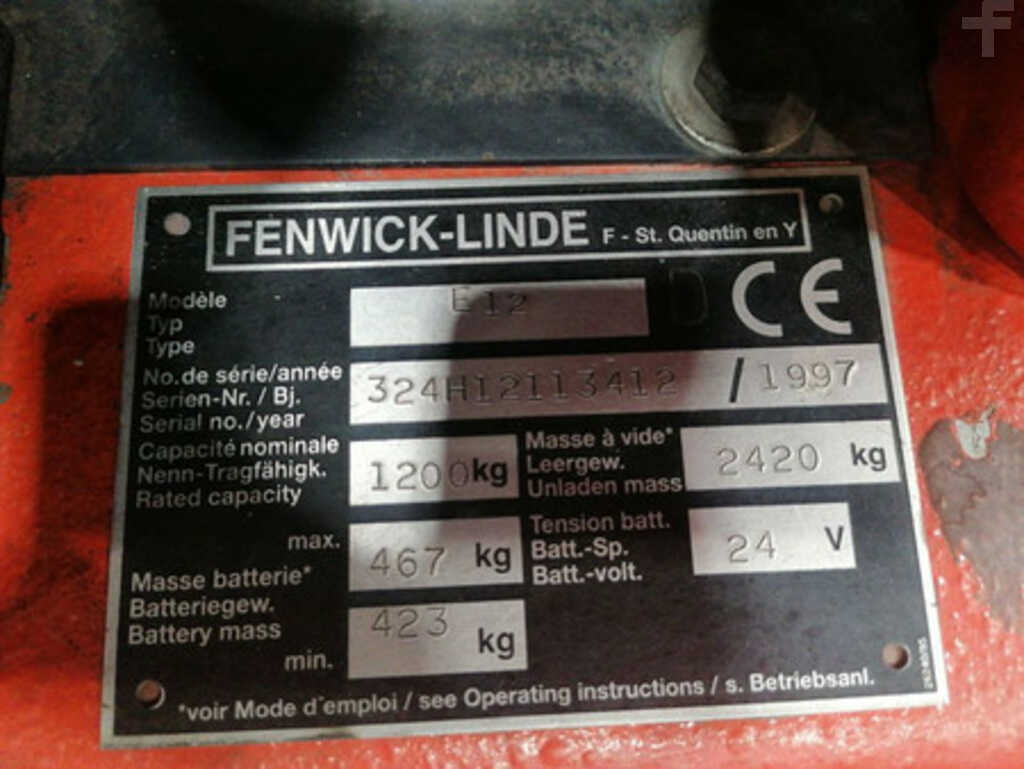 f
FENWICK-LINDE F - St. Quentin en Y
Modèle
Typ
Type
E12
CE
No.de série/année
Serien-Nr. / Bj.
Serial no./year
324H12113412 / 1997
Capacité nominale
Nenn-Tragfähigk.
Rated capacity
1200 kg
Masse à vide*
Leergew.
Unladen mass
2420 kg
max.
467 kg
Tension batt.
Batt.-Sp.
Batt.-volt.
24 V
Masse batterie*
Batteriegew.
Battery mass
min.
423 kg
*voir Mode d'emploi / see Operating instructions / s. Betriebsanl.